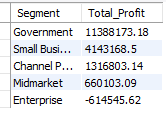 Segment Total_Profit
Government 11388173.18
Small Busi... 4143168.5
Channel P... 1316803.14
Midmarket 660103.09
Enterprise -614545.62